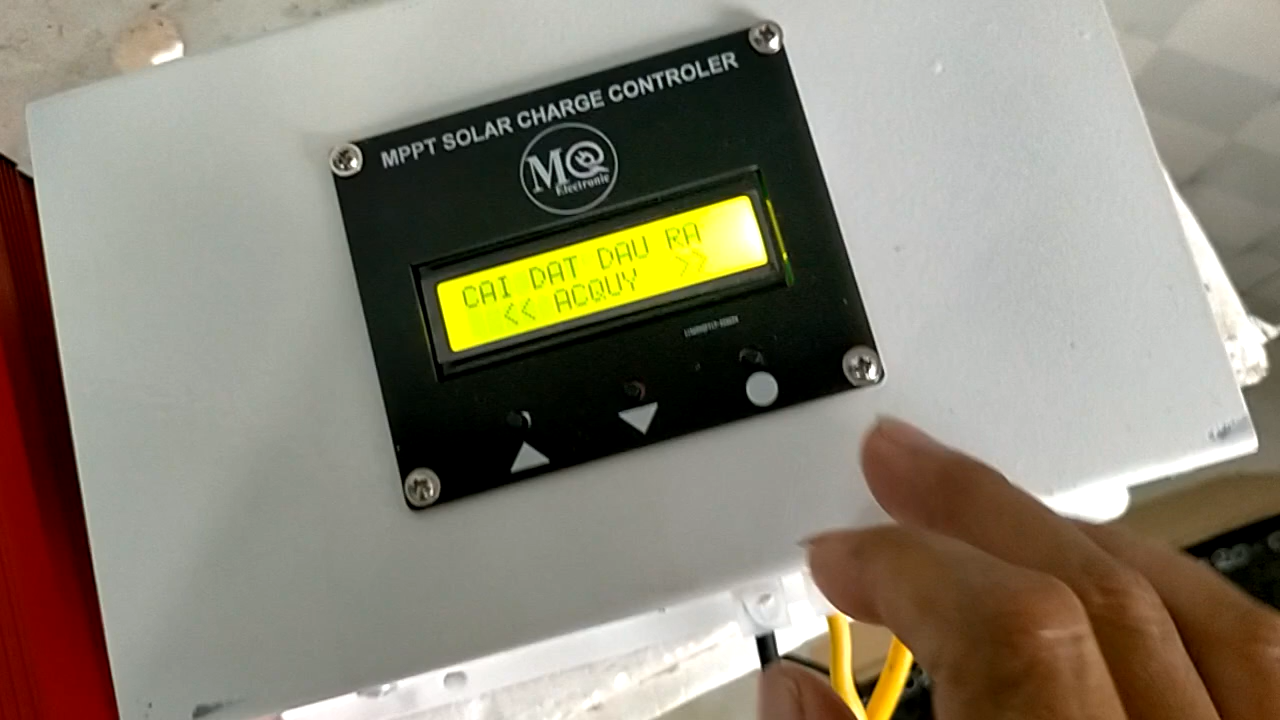 MPPT SOLAR CHARGE CONTROLER
MQ
Electronic
CAI DAT DAU RA
<< ACQUY >>